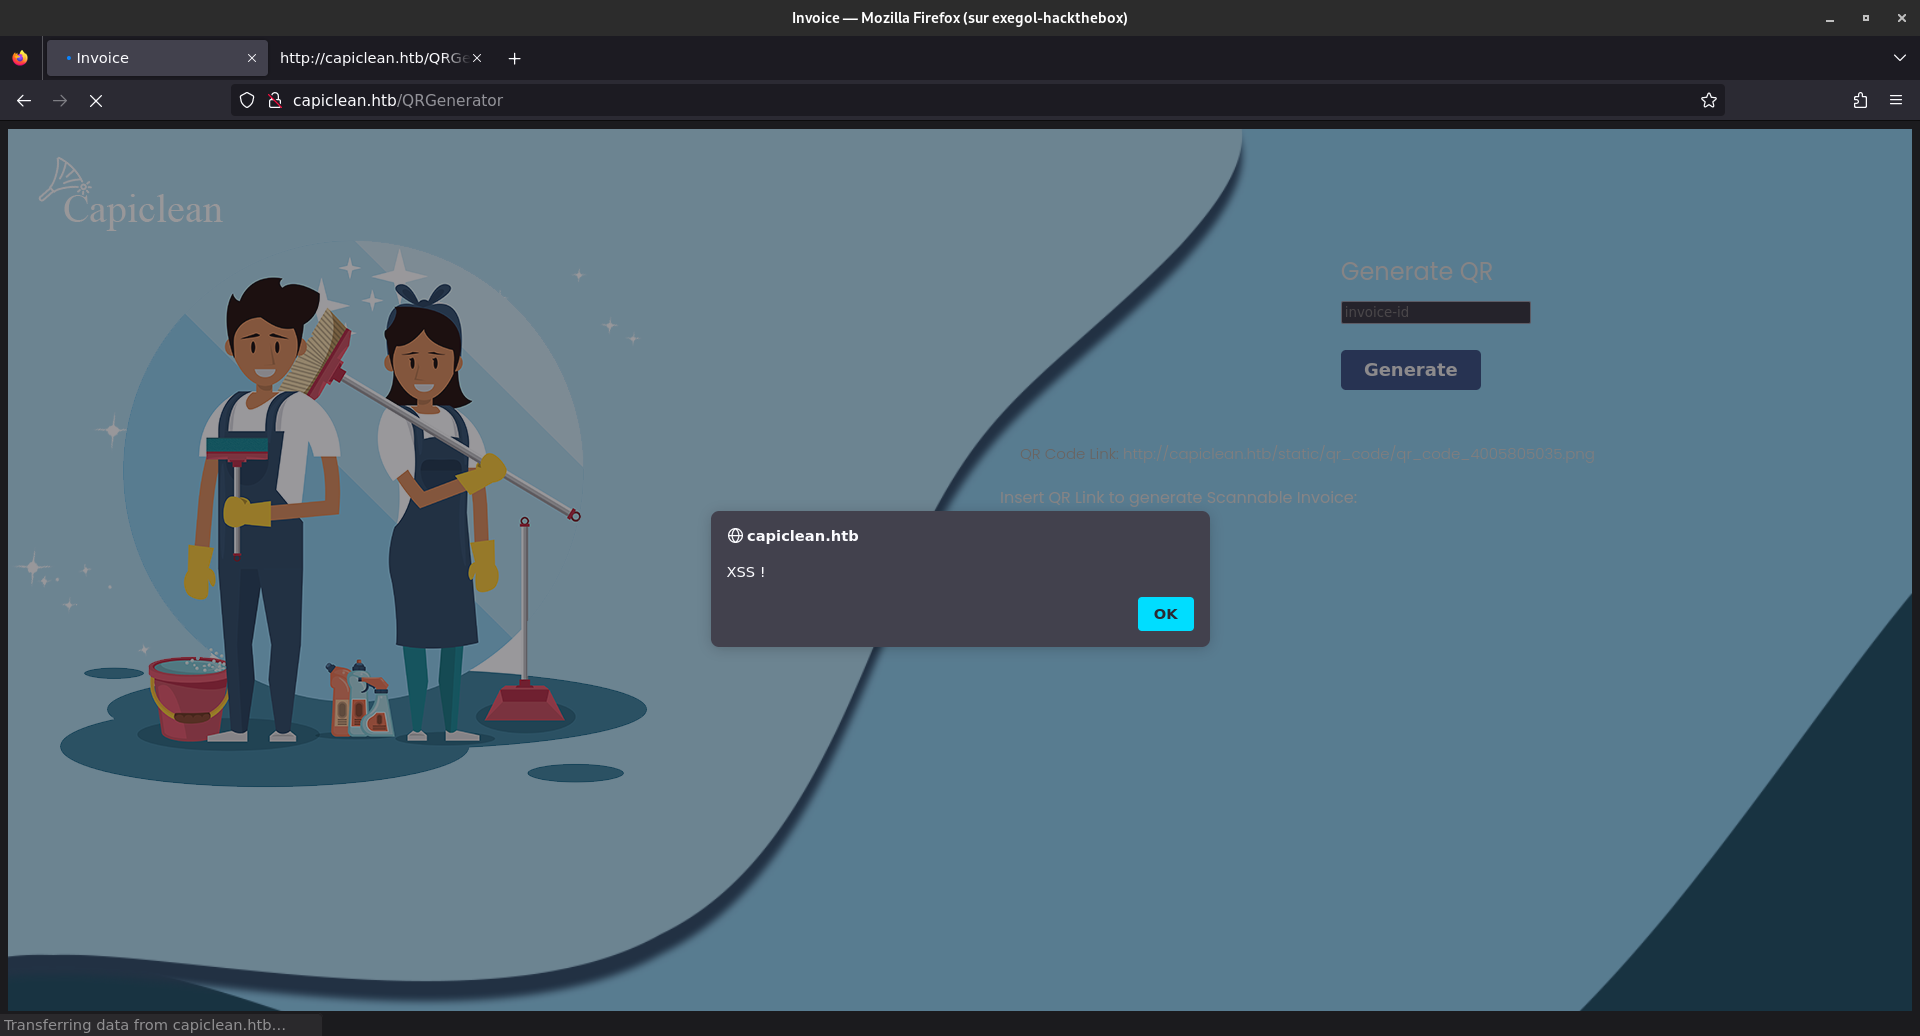 Invoice — Mozilla Firefox (sur exegol-hackthebox)
Invoice
http://capiclean.htb/QRGe
capiclean.htb/QRGenerator
Capiclean
Generate QR
invoice-id
Generate
QR Code Link: http://capiclean.htb/static/qr_code/qr_code_4005805035.png
Insert QR Link to generate Scannable Invoice:
capiclean.htb
XSS !
OK
Transferring data from capiclean.htb…